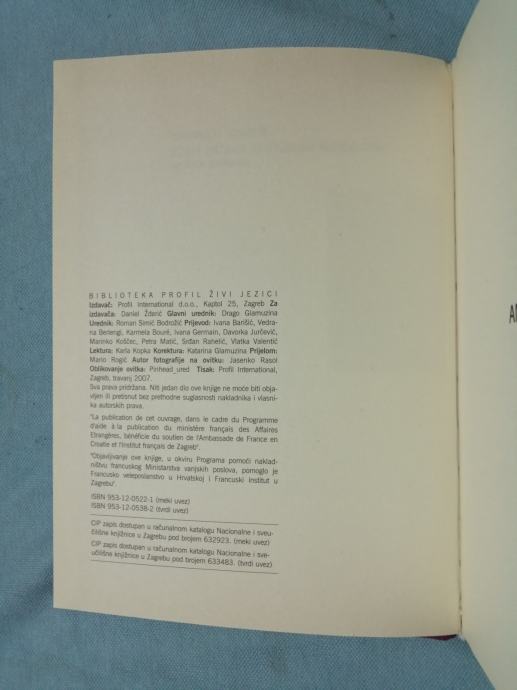 BIBLIOTEKA PROFIL ŽIVI JEZICI
Izdavač: Profil International d.o.o., Kaptol 25, Zagreb Za
izdavača: Daniel Žderić Glavni urednik: Drago Glamuzina
Urednik: Roman Simić Bodrožić Prijevod: Ivana Barišić, Vedra-
na Berlengi, Karmela Bouré, Ivana Germain, Davorka Jurčević,
Marinko Koščec, Petra Matić, Srđan Rahelić, Vlatka Valentić
Lektura: Karla Kopka Korektura: Katarina Glamuzina Prijelom:
Mario Rogić Autor fotografije na ovitku: Jasenko Rasol
Oblikovanje ovitka: Pinhead_ured Tisak: Profil International,
Zagreb, travanj 2007.
Sva prava pridržana. Niti jedan dio ove knjige ne može biti obja-
vljen ili pretisnut bez prethodne suglasnosti nakladnika i vlasni-
ka autorskih prava.
"La publication de cet ouvrage, dans le cadre du Programme
d'aide à la publication du ministère français des Affaires
Etrangères, bénéficie du soutien de l'Ambassade de France en
Croatie et l'Institut français de Zagreb".
"Objavljivanje ove knjige, u okviru Programa pomoći naklad-
ništvu francuskog Ministarstva vanjskih poslova, pomoglo je
Francusko veleposlanstvo u Hrvatskoj i Francuski institut u
Zagrebu".
ISBN 953-12-0522-1 (meki uvez)
ISBN 953-12-0538-2 (tvrdi uvez)
CIP zapis dostupan u računalnom katalogu Nacionalne i sveu-
čilišne knjižnice u Zagrebu pod brojem 632923. (meki uvez)
CIP zapis dostupan u računalnom katalogu Nacionalne i sve-
učilišne knjižnice u Zagrebu pod brojem 633483. (tvrdi uvez)